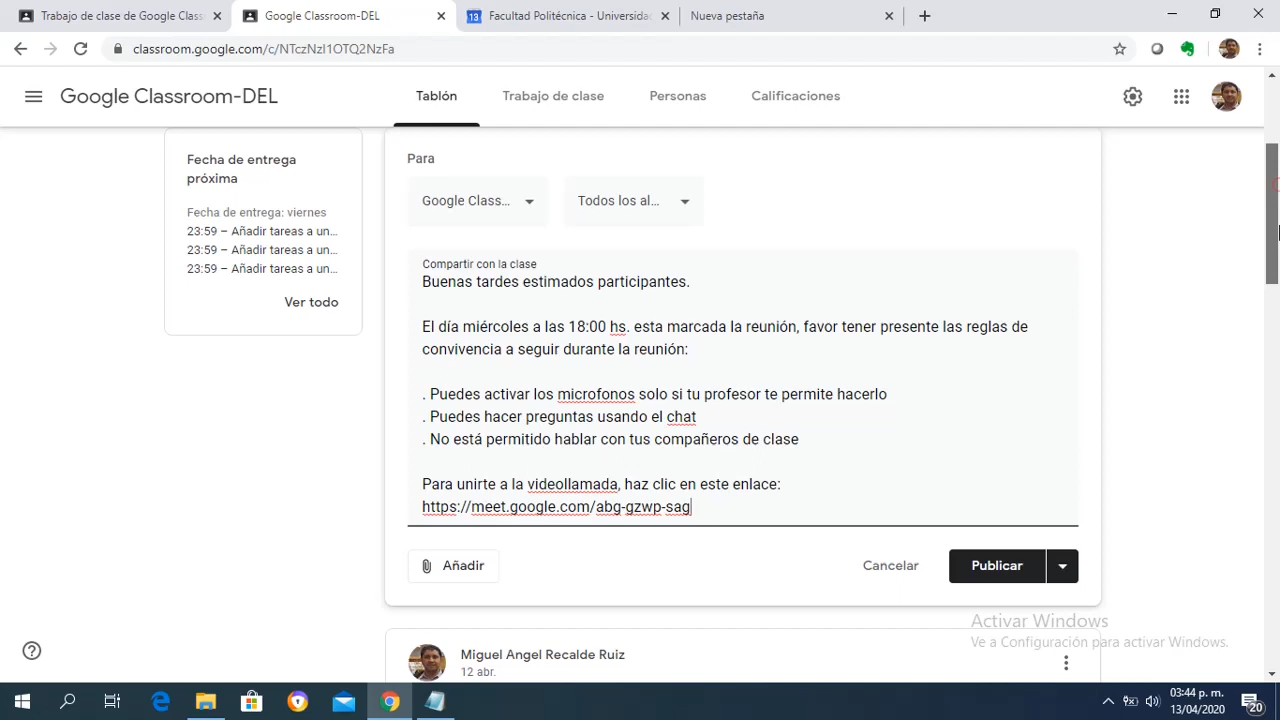 Trabajo de clase de Google Classro
Google Classroom-DEL
13
Facultad Politécnica - Universida
Nueva pestaña
classroom.google.com/c/NTczNzI1OTQ2NzFa
Google Classroom-DEL
Tablón
Trabajo de clase
Personas
Calificaciones
Fecha de entrega
próxima
Fecha de entrega: viernes
23:59 – Añadir tareas a un...
23:59 – Añadir tareas a un...
23:59 – Añadir tareas a un...
Ver todo
Para
Google Class...
Todos los al...
Compartir con la clase
Buenas tardes estimados participantes.
El día miércoles a las 18:00 hs. esta marcada la reunión, favor tener presente las reglas de
convivencia a seguir durante la reunión:
. Puedes activar los microfonos solo si tu profesor te permite hacerlo
. Puedes hacer preguntas usando el chat
. No está permitido hablar con tus compañeros de clase
Para unirte a la videollamada, haz clic en este enlace:
https://meet.google.com/abg-gzwp-sag
Añadir
Cancelar
Publicar
Activar Windows
Ve a Configuración para activar Windows.
Miguel Angel Recalde Ruiz
12 abr.
03:44 p. m.
13/04/2020
20